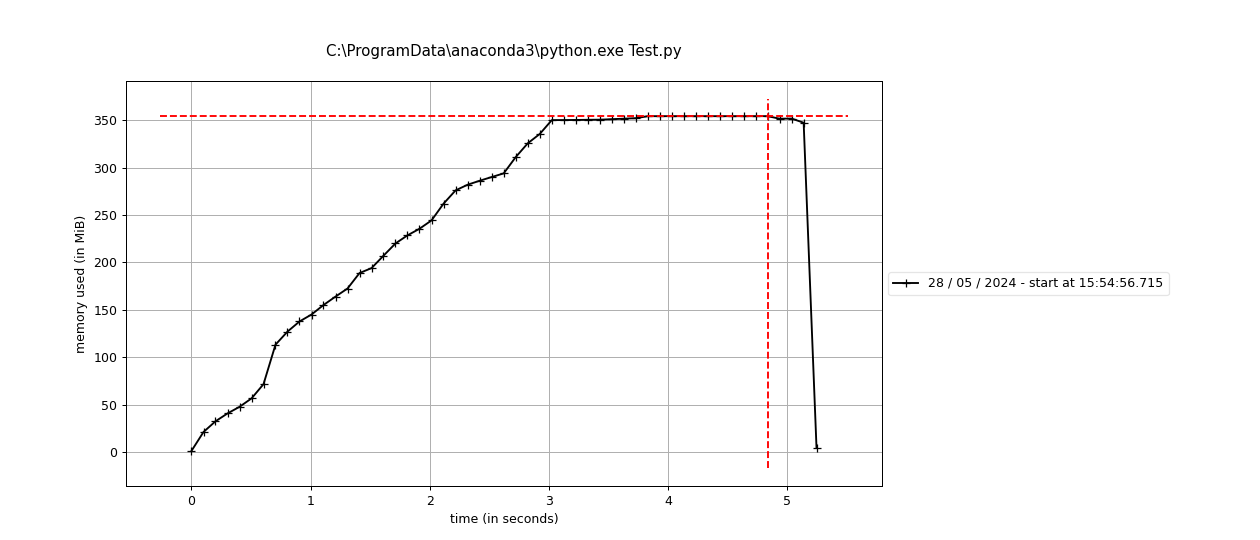 C:\ProgramData\anaconda3\python.exe Test.py
memory used (in MiB)
350
300
250
200
150
100
50
0
0 1 2 3 4 5
time (in seconds)
28 / 05 / 2024 - start at 15:54:56.715